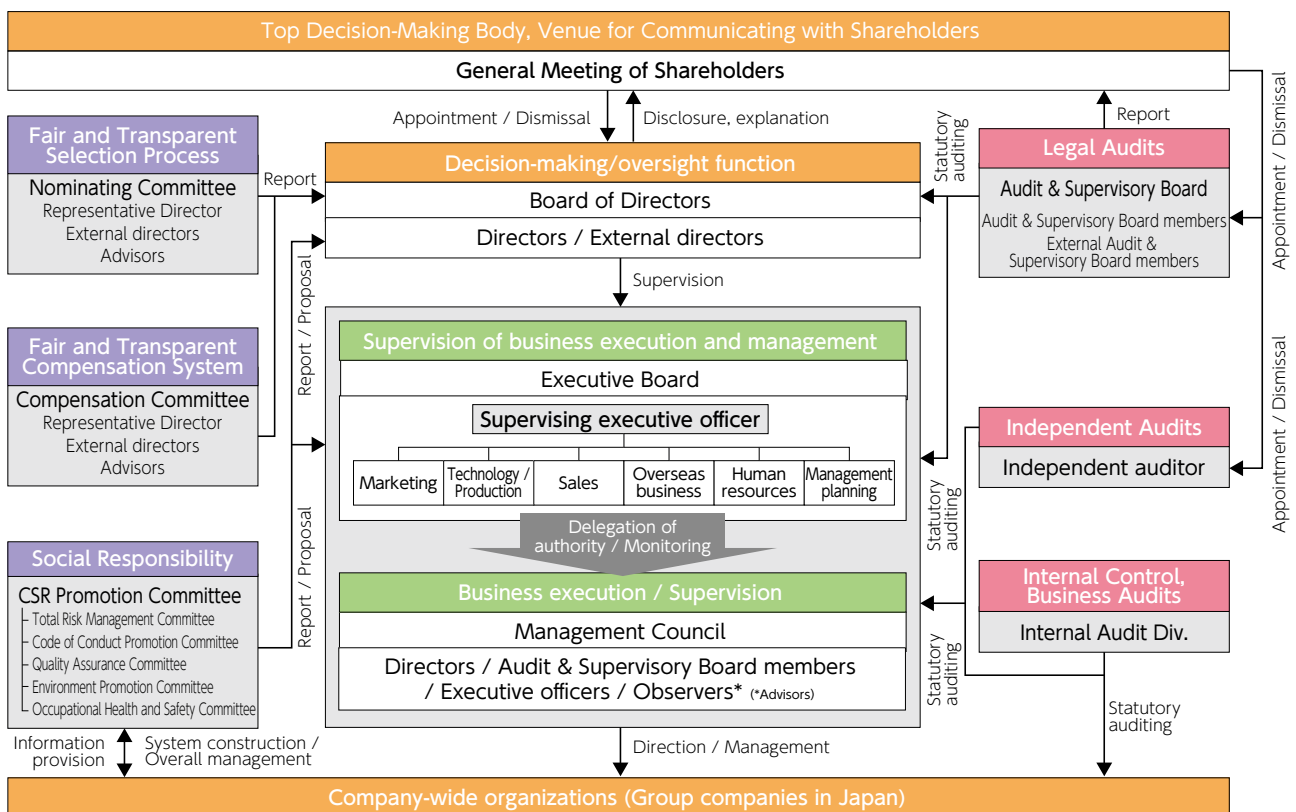 Top Decision-Making Body, Venue for Communicating with Shareholders
General Meeting of Shareholders
Appointment / Dismissal
Disclosure, explanation
Report
Appointment / Dismissal
Fair and Transparent
Selection Process
Nominating Committee
Representative Director
External directors
Advisors
Report
Decision-making/oversight function
Board of Directors
Directors / External directors
Statutory
auditing
Legal Audits
Audit & Supervisory Board
Audit & Supervisory Board members
External Audit &
Supervisory Board members
Supervision
Report / Proposal
Fair and Transparent
Compensation System
Compensation Committee
Representative Director
External directors
Advisors
Supervision of business execution and management
Executive Board
Supervising executive officer
Marketing
Technology /
Production
Sales
Overseas
business
Human
resources
Management
planning
Delegation of
authority / Monitoring
Independent Audits
Independent auditor
Appointment / Dismissal
Statutory
auditing
Social Responsibility
CSR Promotion Committee
Total Risk Management Committee
Code of Conduct Promotion Committee
Quality Assurance Committee
Environment Promotion Committee
Occupational Health and Safety Committee
Report / Proposal
Business execution / Supervision
Management Council
Directors / Audit & Supervisory Board members
/ Executive officers / Observers* (*Advisors)
Statutory
auditing
Internal Control,
Business Audits
Internal Audit Div.
Statutory
auditing
Information
provision
System construction /
Overall management
Direction / Management
Company-wide organizations (Group companies in Japan)